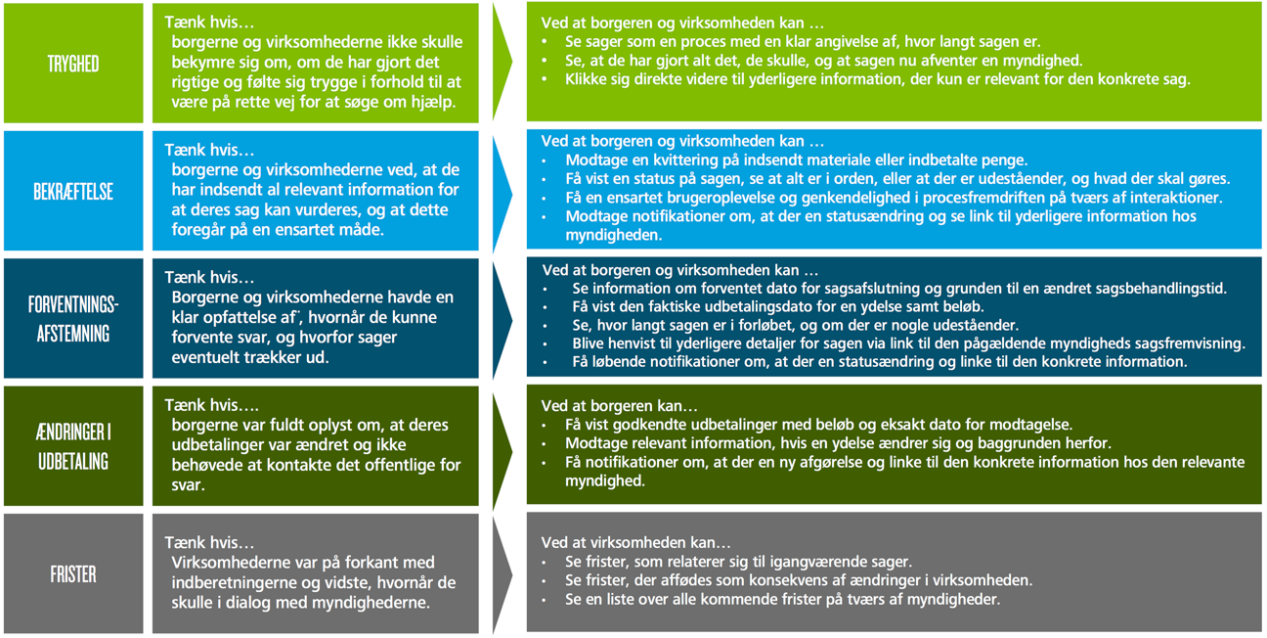 TRYGHED
Tænk hvis…
borgerne og virksomhederne ikke skulle
bekymre sig om, om de har gjort det
rigtige og følte sig trygge i forhold til at
være på rette vej for at søge om hjælp.
Ved at borgeren og virksomheden kan …
• Se sager som en proces med en klar angivelse af, hvor langt sagen er.
• Se, at de har gjort alt det, de skulle, og at sagen nu afventer en myndighed.
• Klikke sig direkte videre til yderligere information, der kun er relevant for den konkrete sag.
BEKRÆFTELSE
Tænk hvis…
borgerne og virksomhederne ved, at de
har indsendt al relevant information for
at deres sag kan vurderes, og at dette
foregår på en ensartet måde.
Ved at borgeren og virksomheden kan …
• Modtage en kvittering på indsendt materiale eller indbetalte penge.
• Få vist en status på sagen, se at alt er i orden, eller at der er udeståender, og hvad der skal gøres.
• Få en ensartet brugeroplevelse og genkendelighed i procesfremdriften på tværs af interaktioner.
• Modtage notifikationer om, at der en statusændring og se link til yderligere information hos
myndigheden.
FORVENTNINGS-
AFSTEMNING
Tænk hvis…
Borgerne og virksomhederne havde en
klar opfattelse af¨, hvornår de kunne
forvente svar, og hvorfor sager
eventuelt trækker ud.
Ved at borgeren og virksomheden kan …
• Se information om forventet dato for sagsafslutning og grunden til en ændret sagsbehandlingstid.
• Få vist den faktiske udbetalingsdato for en ydelse samt beløb.
• Se, hvor langt sagen er i forløbet, og om der er nogle udeståender.
• Blive henvist til yderligere detaljer for sagen via link til den pågældende myndigheds sagsfremvisning.
• Få løbende notifikationer om, at der en statusændring og linke til den konkrete information.
ÆNDRINGER I
UDBETALING
Tænk hvis….
borgerne var fuldt oplyst om, at deres
udbetalinger var ændret og ikke
behøvede at kontakte det offentlige for
svar.
Ved at borgeren kan…
• Få vist godkendte udbetalinger med beløb og eksakt dato for modtagelse.
• Modtage relevant information, hvis en ydelse ændrer sig og baggrunden herfor.
• Få notifikationer om, at der en ny afgørelse og linke til den konkrete information hos den relevante
myndighed.
FRISTER
Tænk hvis…
Virksomhederne var på forkant med
indberetningerne og vidste, hvornår de
skulle i dialog med myndighederne.
Ved at virksomheden kan…
• Se frister, som relaterer sig til igangværende sager.
• Se frister, der affødes som konsekvens af ændringer i virksomheden.
• Se en liste over alle kommende frister på tværs af myndigheder.